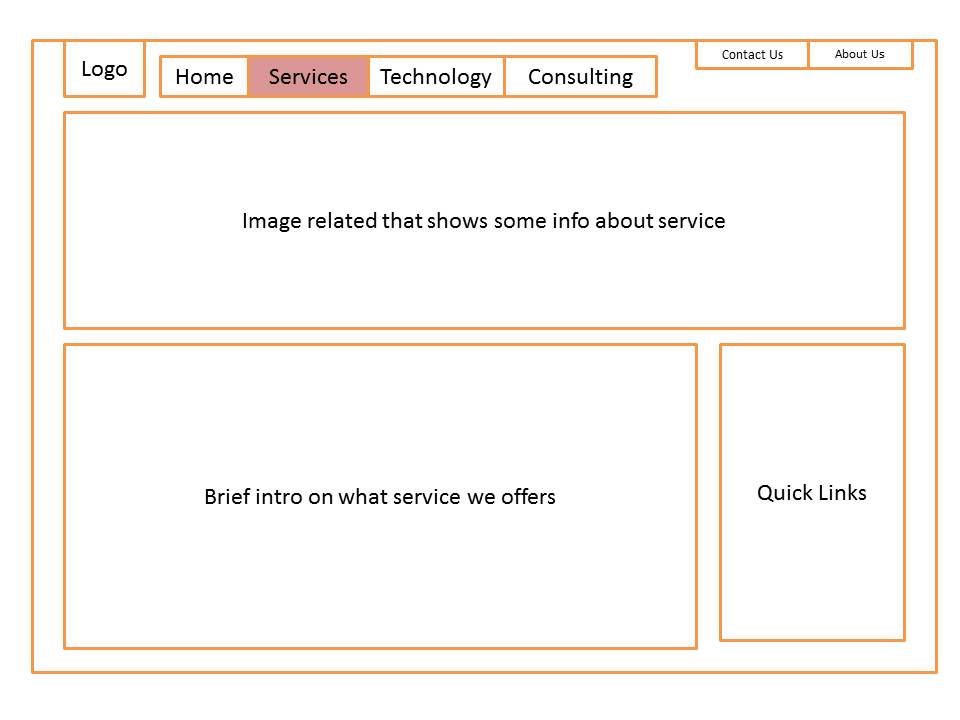 Logo
Home
Services
Technology
Consulting
Contact Us
About Us
Image related that shows some info about service
Brief intro on what service we offers
Quick Links